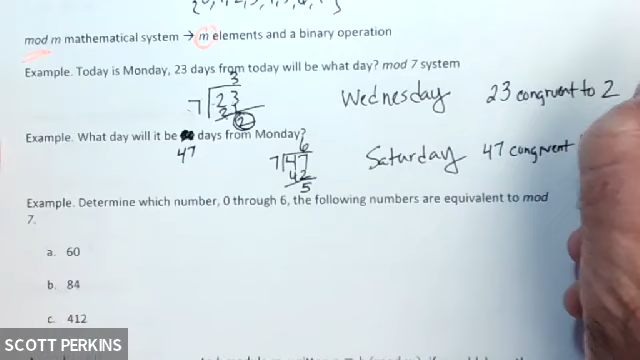 mod m mathematical system → m elements and a binary operation
Example. Today is Monday, 23 days from today will be what day? mod 7 system
3
7 23 Wednesday 23 congruent to 2
21
2
Example. What day will it be days from Monday?
47
6
7 47 Saturday 47 congruent
42
5
Example. Determine which number, 0 through 6, the following numbers are equivalent to mod
7.
a. 60
b. 84
c. 412
SCOTT PERKINS